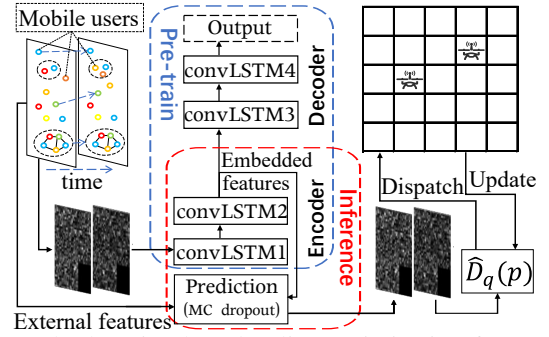 Mobile users
time
External features
Pre-train
Output
convLSTM4
convLSTM3
Decoder
Embedded
features
convLSTM2
convLSTM1
Encoder
Inference
Prediction
(MC dropout)
Dispatch
Update
D̂_q(p)